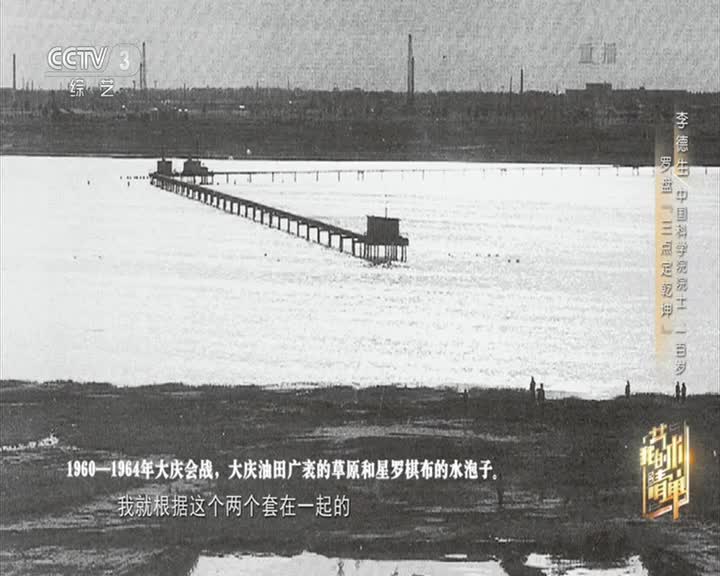 CCTV 3
综艺
直播
李德生 中国科学院院士 一百岁
罗盘『三点定乾坤』
1960—1964年大庆会战，大庆油田广袤的草原和星罗棋布的水泡子。
我就根据这个两个套在一起的
我的艺术清单